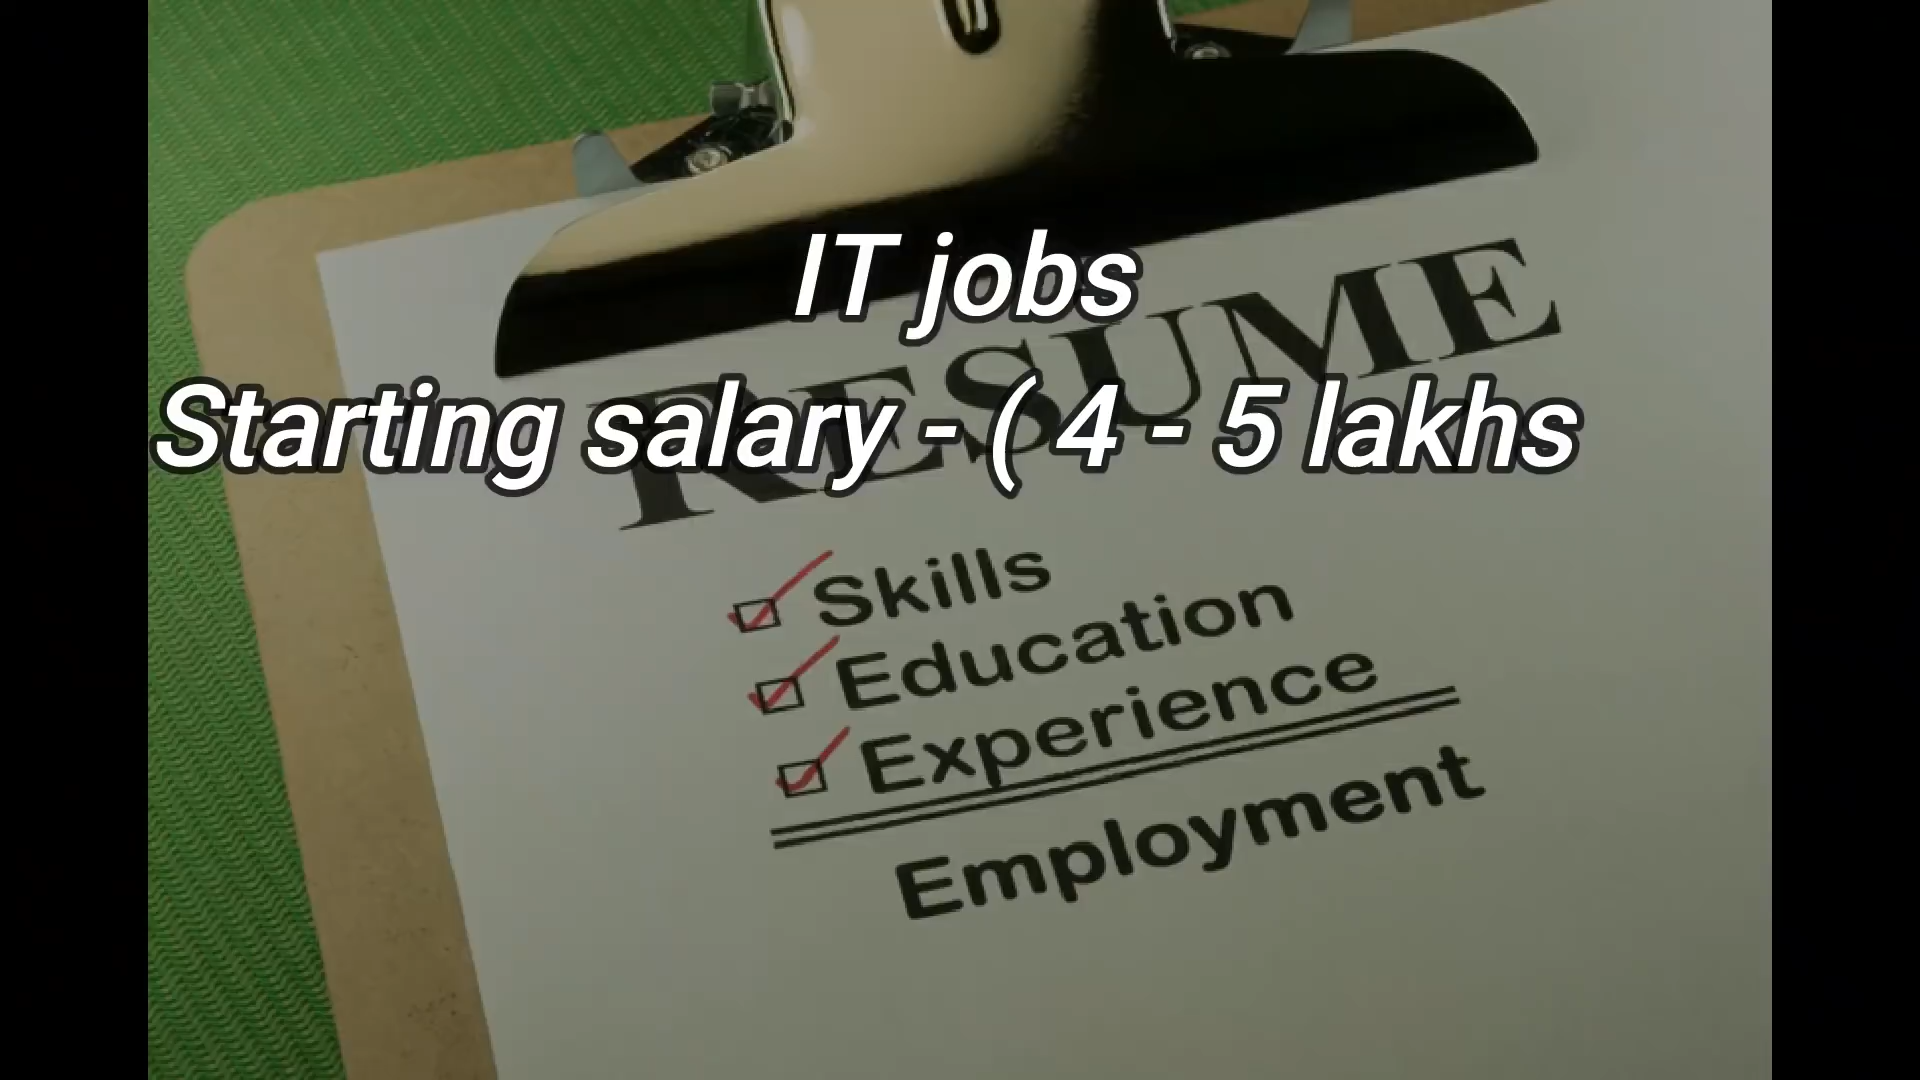 IT jobs
RESUME
Starting salary - ( 4 - 5 lakhs
Skills
Education
Experience
Employment